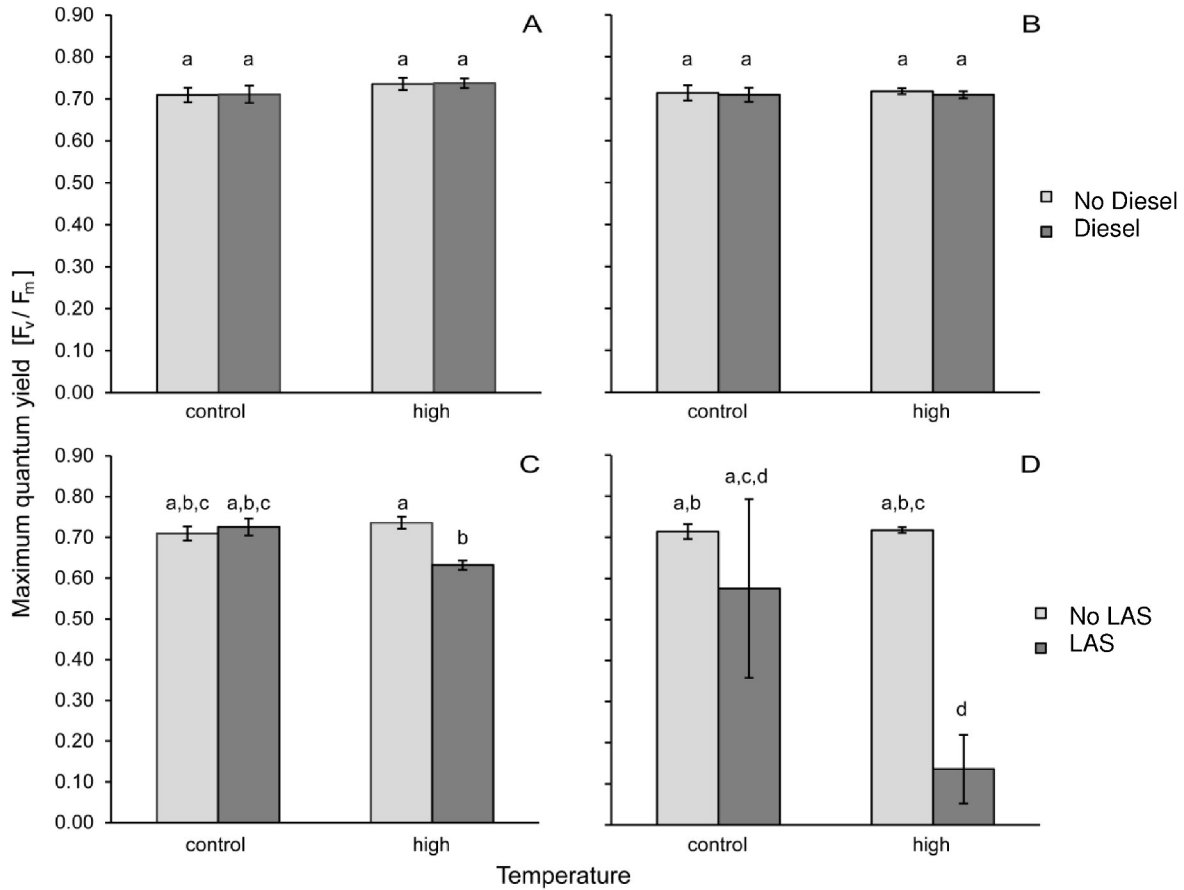 Maximum quantum yield [Fv / Fm]
A
0.90
0.80
0.70
0.60
0.50
0.40
0.30
0.20
0.10
0.00
a a a a
control high
B
a a a a
control high
No Diesel
Diesel
C
0.90
0.80
0.70
0.60
0.50
0.40
0.30
0.20
0.10
0.00
a,b,c a,b,c a b
control high
D
a,b a,c,d a,b,c d
control high
No LAS
LAS
Temperature